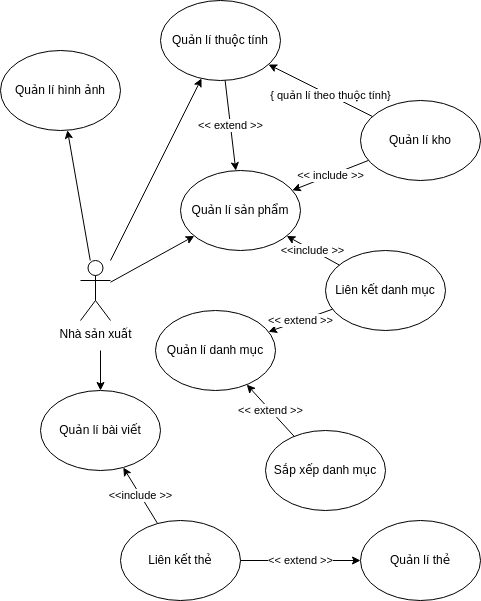 Quản lí thuộc tính
Quản lí hình ảnh
{ quản lí theo thuộc tính}
<< extend >>
Quản lí kho
<< include >>
Quản lí sản phẩm
<<include >>
Liên kết danh mục
<< extend >>
Nhà sản xuất
Quản lí danh mục
<< extend >>
Quản lí bài viết
Sắp xếp danh mục
<<include >>
Liên kết thẻ
<< extend >>
Quản lí thẻ